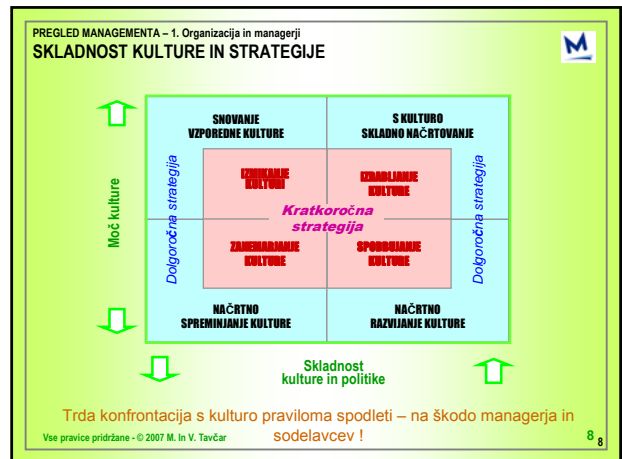 PREGLED MANAGEMENTA – 1. Organizacija in managerji
SKLADNOST KULTURE IN STRATEGIJE
M
SNOVANJE
VZPOREDNE KULTURE
S KULTURO
SKLADNO NAČRTOVANJE
IZMIKANJE
KULTURI
IZRABLJANJE
KULTURE
Moč kulture
Dolgoročna strategija
Kratkoročna
strategija
Dolgoročna strategija
ZANEMARJANJE
KULTURE
SPODBUJANJE
KULTURE
NAČRTNO
SPREMINJANJE KULTURE
NAČRTNO
RAZVIJANJE KULTURE
Skladnost
kulture in politike
Trda konfrontacija s kulturo praviloma spodleti – na škodo managerja in
sodelavcev !
Vse pravice pridržane - © 2007 M. In V. Tavčar
8
8